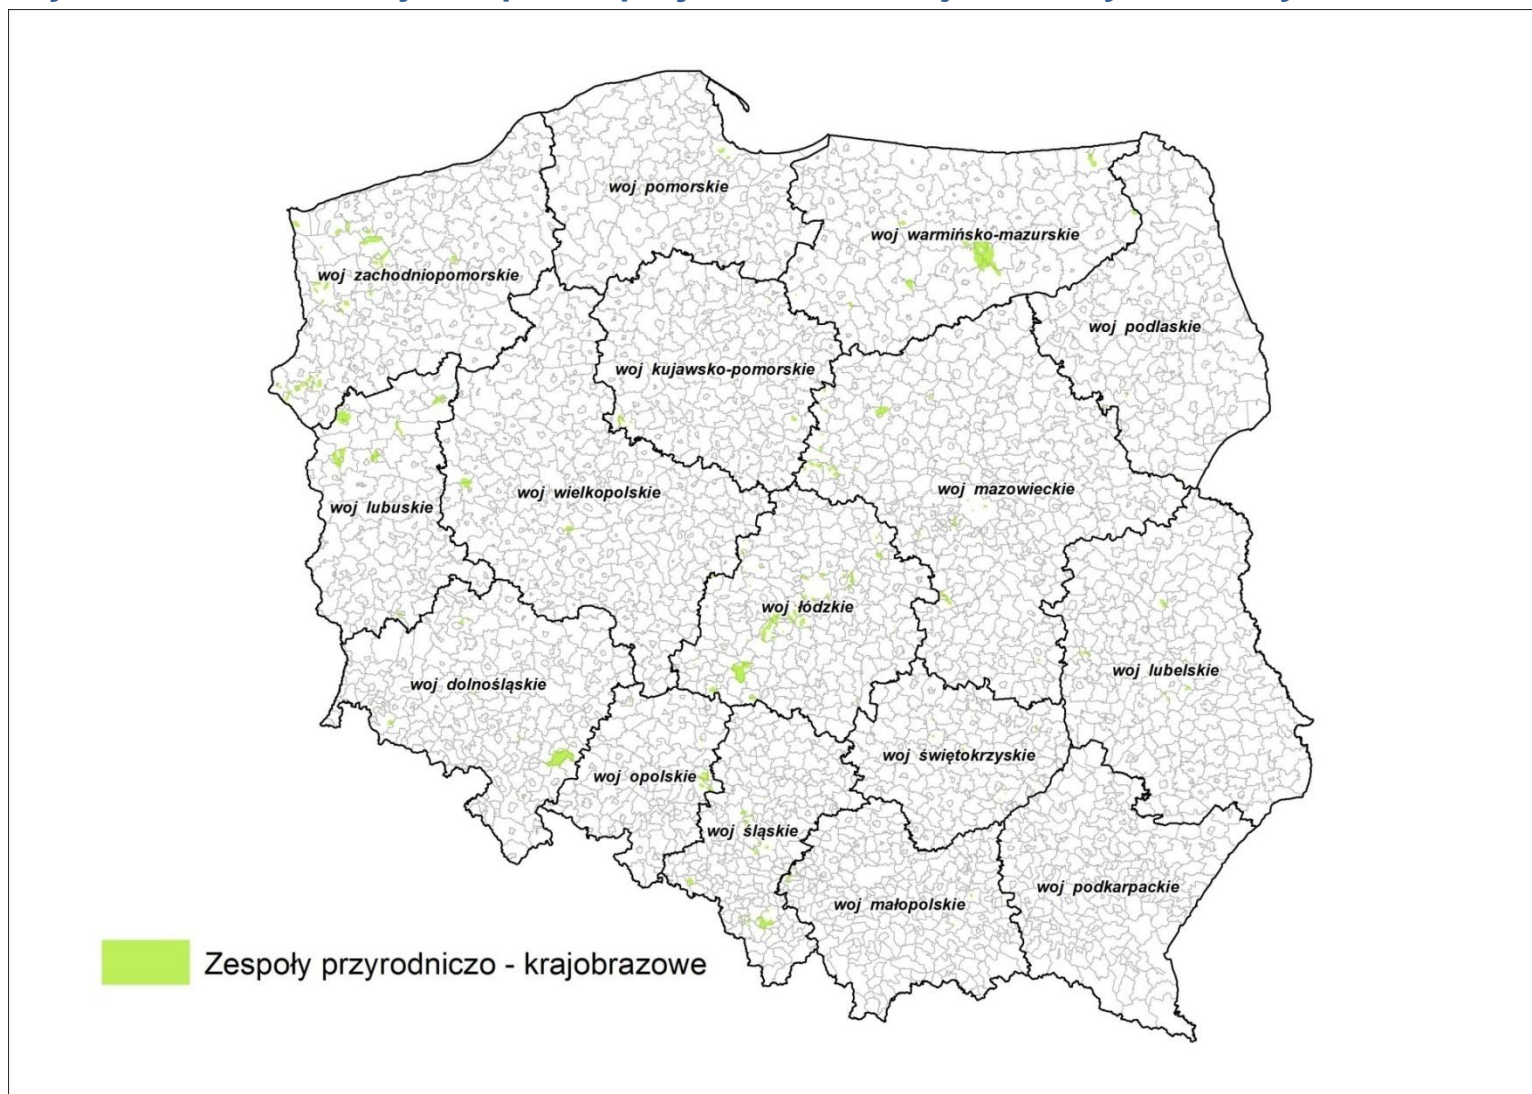 woj pomorskie
woj warmińsko-mazurskie
woj zachodniopomorskie
woj podlaskie
woj kujawsko-pomorskie
woj mazowieckie
woj wielkopolskie
woj lubuskie
woj łódzkie
woj lubelskie
woj dolnośląskie
woj świętokrzyskie
woj opolskie
woj śląskie
woj podkarpackie
woj małopolskie
Zespoły przyrodniczo - krajobrazowe